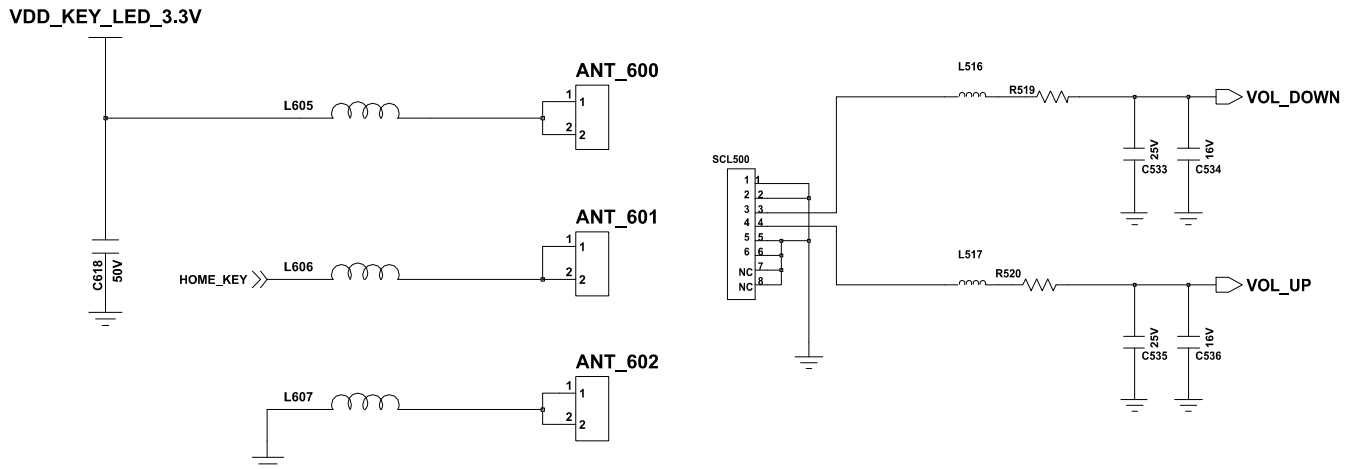 VDD_KEY_LED_3.3V
ANT_600
L605
1 1
2 2
C618
50V
ANT_601
HOME_KEY
L606
1 1
2 2
ANT_602
L607
1 1
2 2
L516
R519
VOL_DOWN
25V
C533
16V
C534
SCL500
1 1
2 2
3 3
4 4
5 5
6 6
NC 7
NC 8
L517
R520
VOL_UP
25V
C535
16V
C536